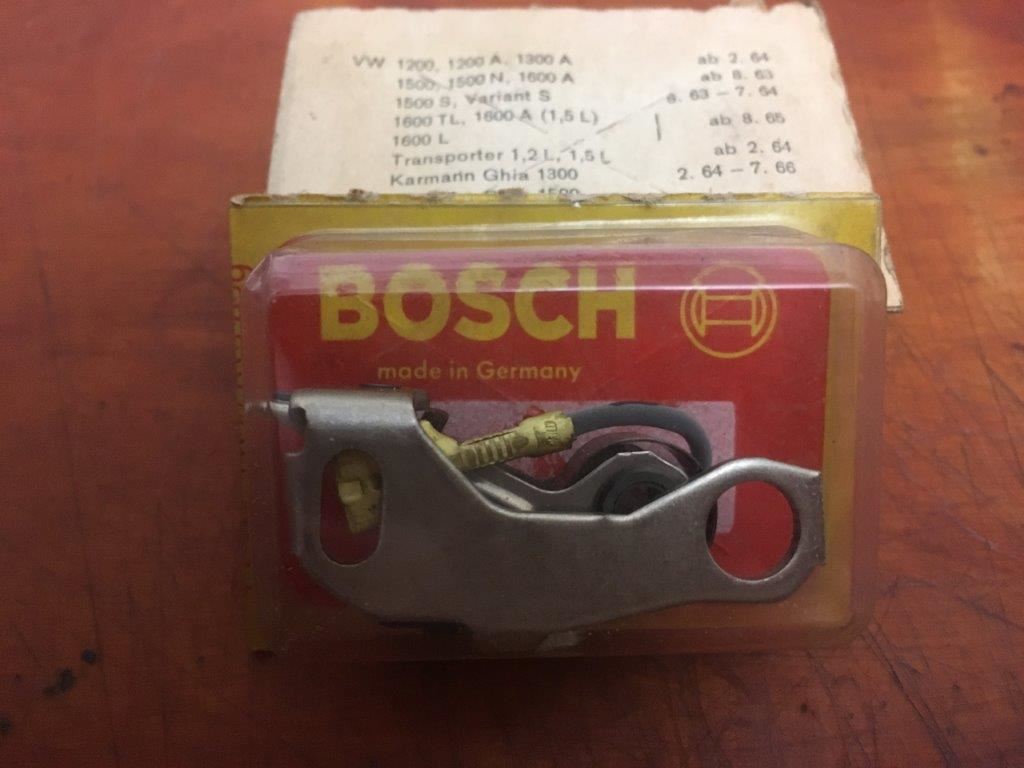 VW 1200, 1200 A, 1300 A ab 2. 64
1500, 1500 N, 1600 A ab 8. 63
1500 S, Variant S 8. 63 – 7. 64
1600 TL, 1600 A (1,5 L)
1600 L ab 8. 65
Transporter 1,2 L, 1,5 L ab 2. 64
Karmann Ghia 1300 2. 64 – 7. 66
1500
BOSCH
made in Germany